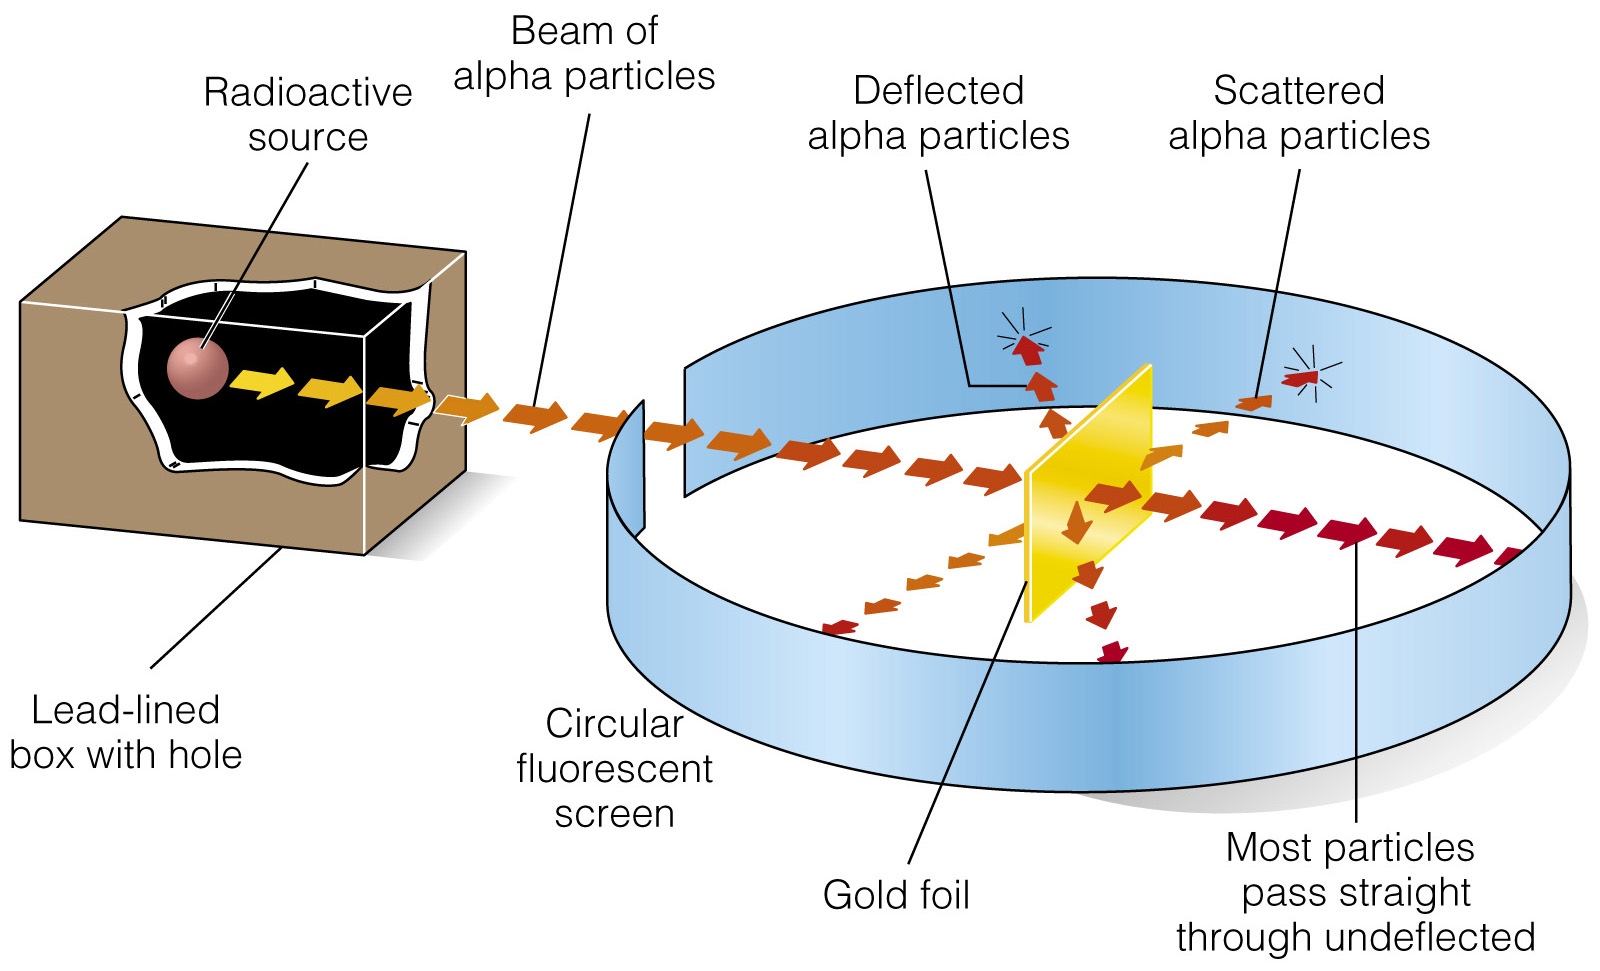 Beam of
alpha particles
Radioactive
source
Deflected
alpha particles
Scattered
alpha particles
Lead-lined
box with hole
Circular
fluorescent
screen
Gold foil
Most particles
pass straight
through undeflected